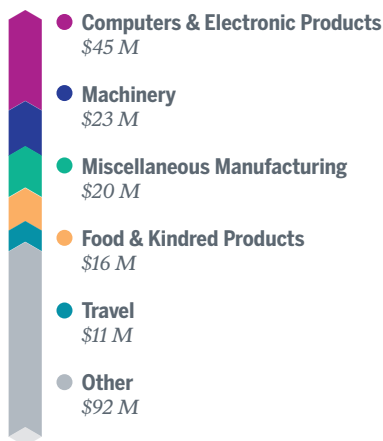 Computers & Electronic Products
$45 M
Machinery
$23 M
Miscellaneous Manufacturing
$20 M
Food & Kindred Products
$16 M
Travel
$11 M
Other
$92 M